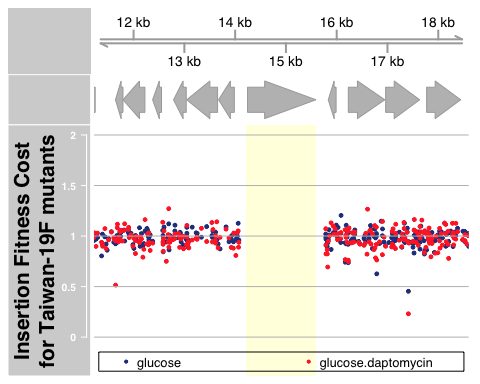 12 kb 14 kb 16 kb 18 kb
13 kb 15 kb 17 kb
Insertion Fitness Cost
for Taiwan-19F mutants
2
1.5
1
0.5
0
glucose glucose.daptomycin